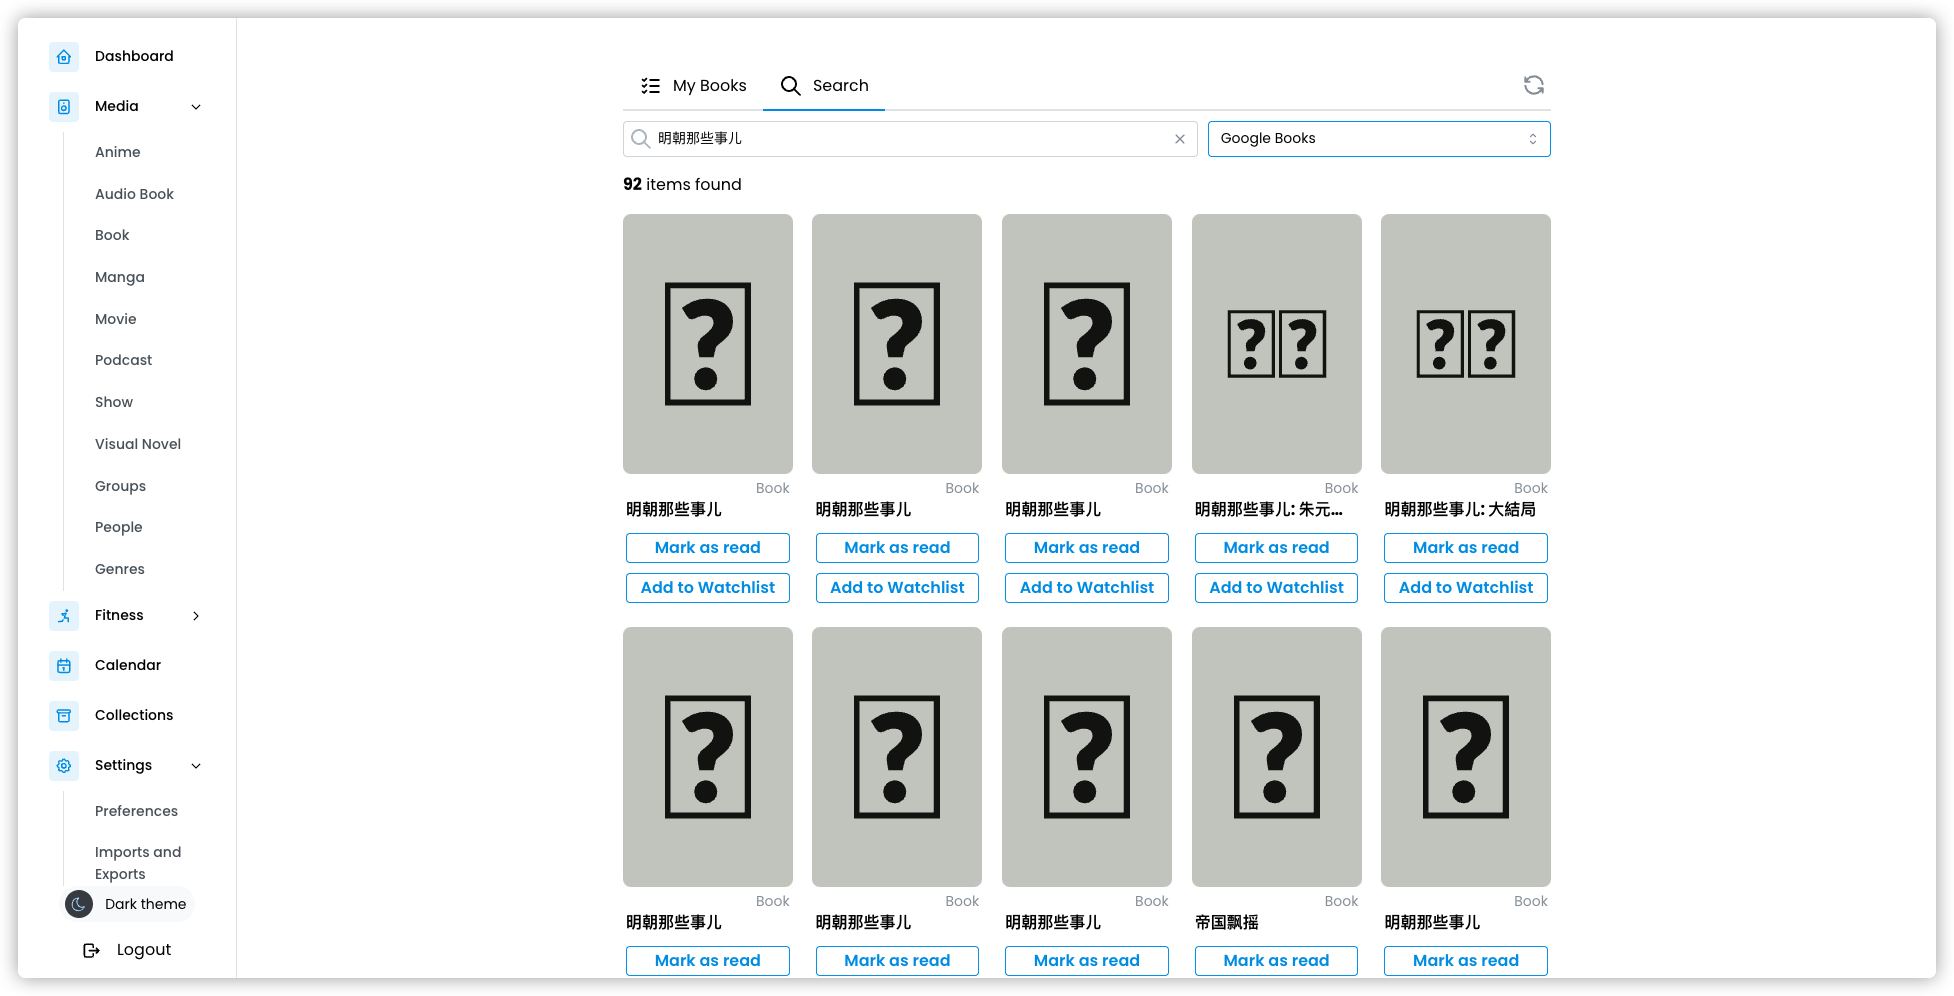 Dashboard
Media
Anime
Audio Book
Book
Manga
Movie
Podcast
Show
Visual Novel
Groups
People
Genres
Fitness
Calendar
Collections
Settings
Preferences
Imports and
Exports
Dark theme
Logout
My Books
Search
明朝那些事儿
Google Books
92 items found
? ? ? ?? ??
Book Book Book Book Book
明朝那些事儿 明朝那些事儿 明朝那些事儿 明朝那些事儿: 朱元... 明朝那些事儿: 大結局
Mark as read Mark as read Mark as read Mark as read Mark as read
Add to Watchlist Add to Watchlist Add to Watchlist Add to Watchlist Add to Watchlist
? ? ? ? ?
Book Book Book Book Book
明朝那些事儿 明朝那些事儿 明朝那些事儿 帝国飘摇 明朝那些事儿
Mark as read Mark as read Mark as read Mark as read Mark as read